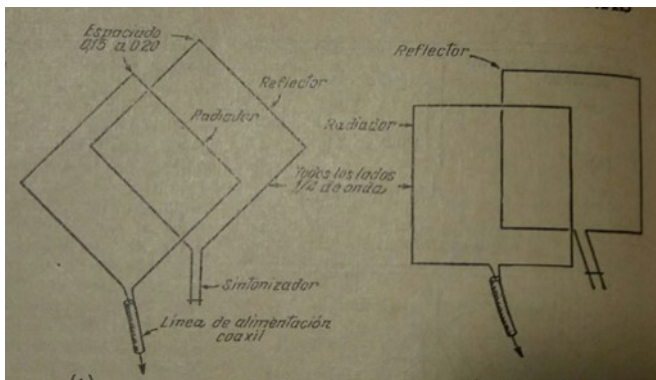 Espaciado
0,15 a 0,20
Reflector
Radiador
Todos los lados
1/4 de onda
Sintonizador
Línea de alimentación
coaxil
Reflector
Radiador